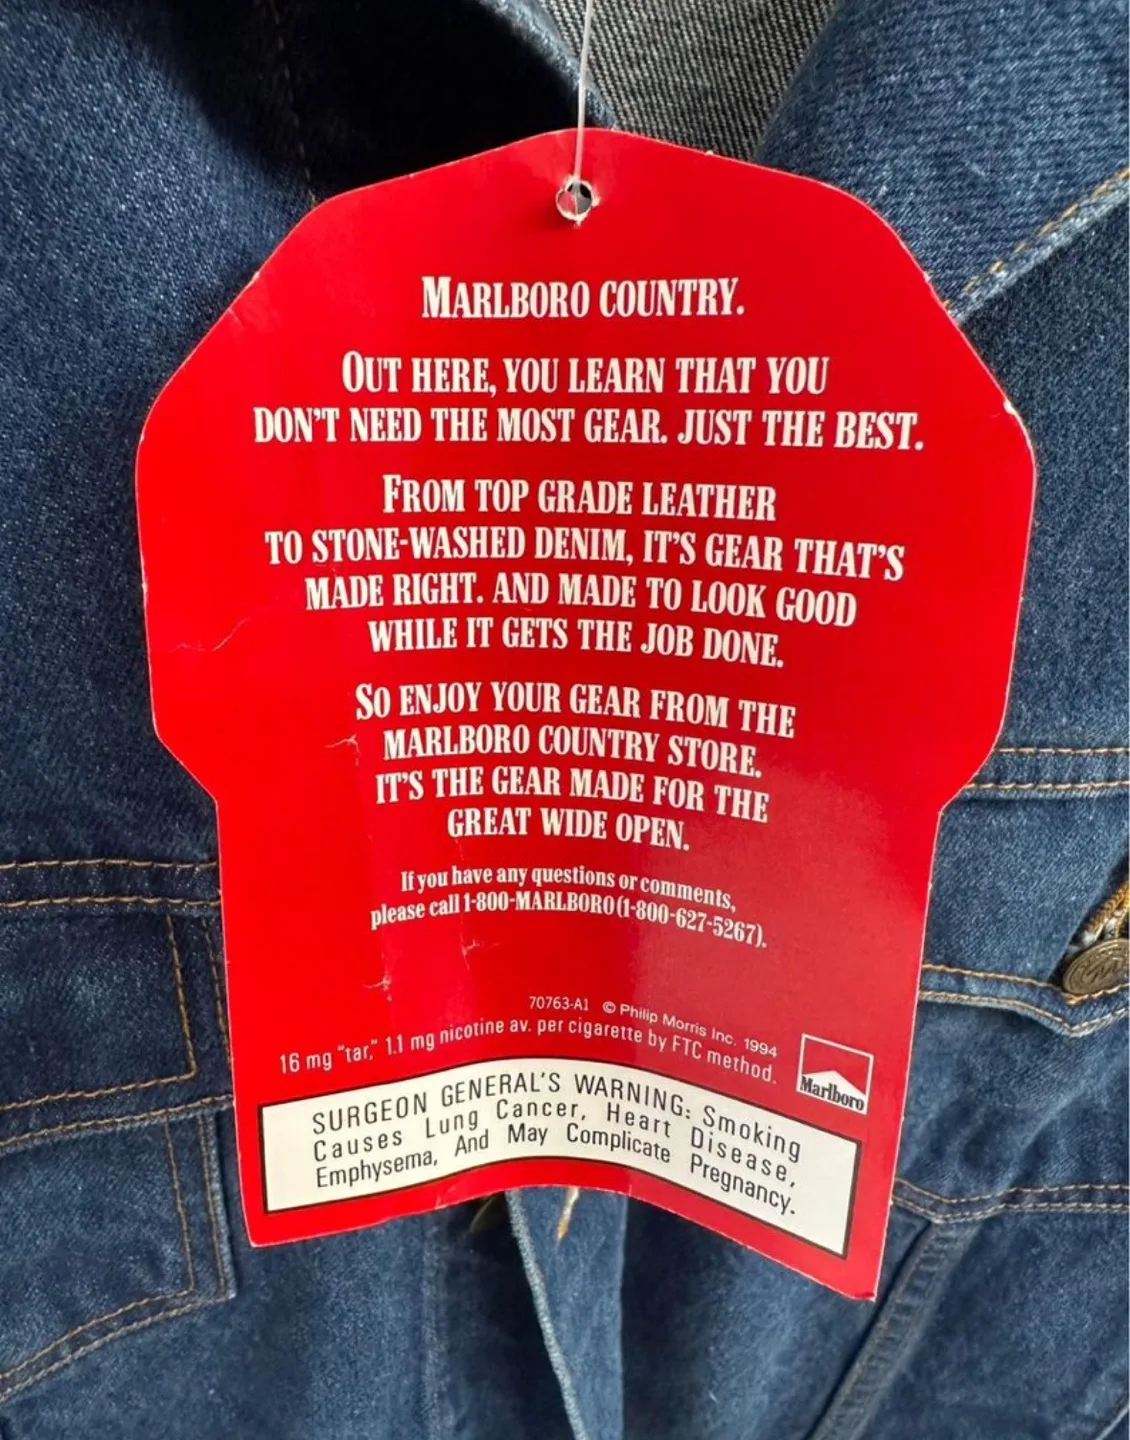 MARLBORO COUNTRY.
OUT HERE, YOU LEARN THAT YOU
DON'T NEED THE MOST GEAR. JUST THE BEST.
FROM TOP GRADE LEATHER
TO STONE-WASHED DENIM, IT'S GEAR THAT'S
MADE RIGHT. AND MADE TO LOOK GOOD
WHILE IT GETS THE JOB DONE.
SO ENJOY YOUR GEAR FROM THE
MARLBORO COUNTRY STORE.
IT'S THE GEAR MADE FOR THE
GREAT WIDE OPEN.
If you have any questions or comments,
please call 1-800-MARLBORO (1-800-627-5267).
70763-A1 © Philip Morris Inc. 1994
16 mg "tar," 1.1 mg nicotine av. per cigarette by FTC method.
Marlboro
SURGEON GENERAL'S WARNING: Smoking
Causes Lung Cancer, Heart Disease,
Emphysema, And May Complicate Pregnancy.